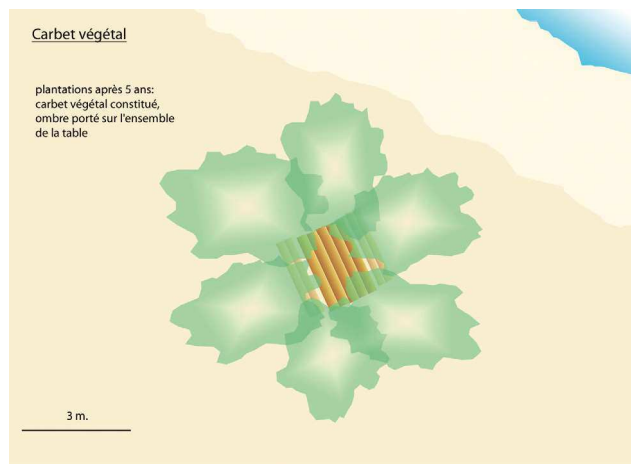 Carbet végétal
plantations après 5 ans:
carbet végétal constitué,
ombre porté sur l'ensemble
de la table
3 m.